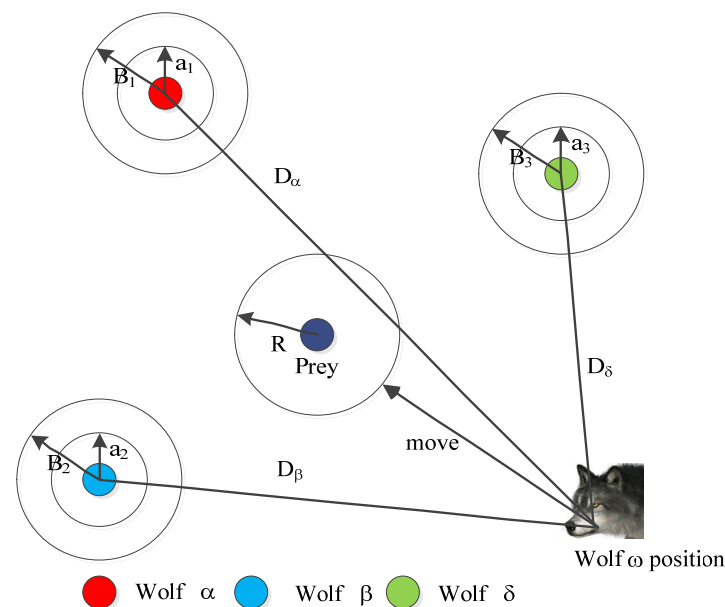 B₁
a₁
Dα
B₃
a₃
R
Prey
Dδ
move
B₂
a₂
Dβ
Wolf ω position
Wolf α Wolf β Wolf δ